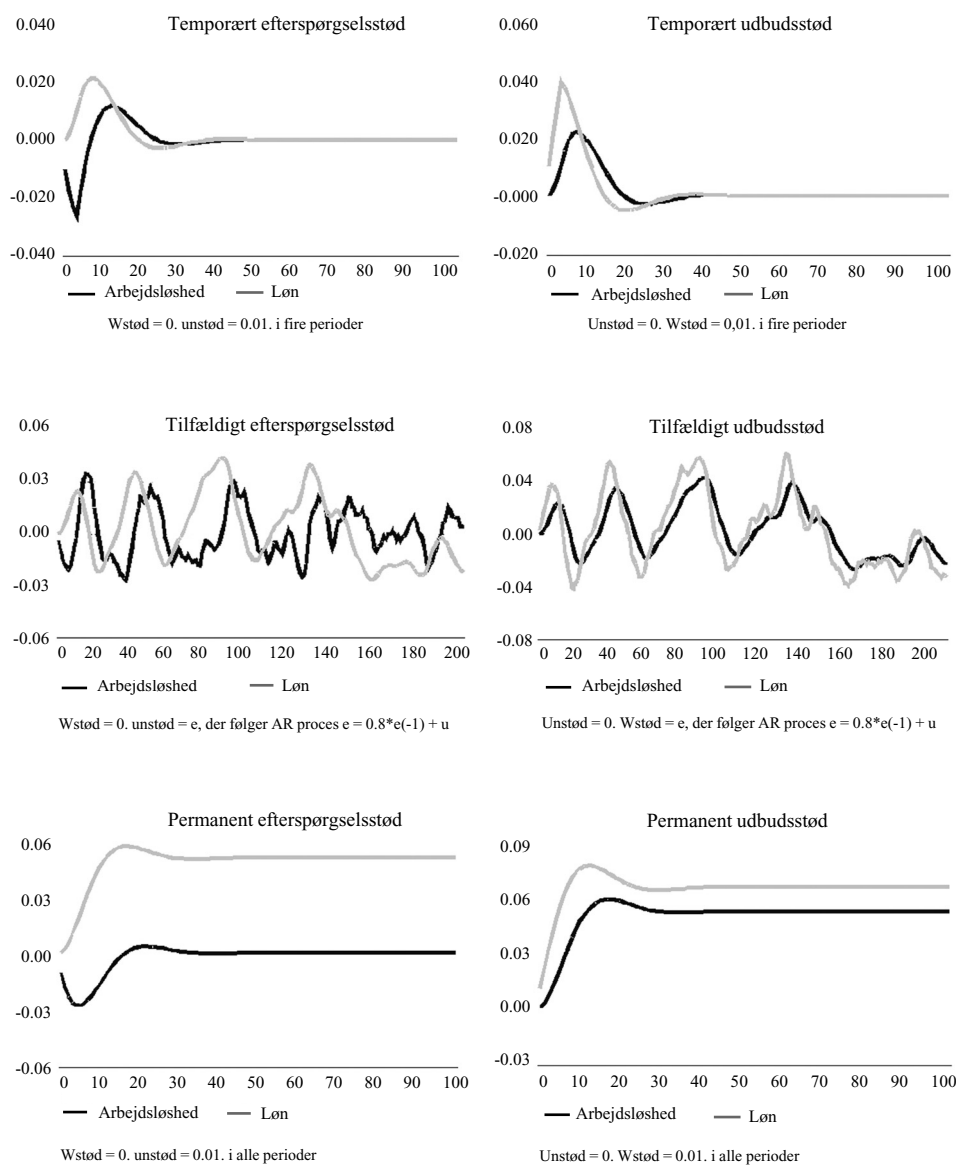 Temporært efterspørgselsstød
0.040
0.020
0.000
-0.020
-0.040
0 10 20 30 40 50 60 70 80 90 100
Arbejdsløshed Løn
Wstød = 0. unstød = 0.01. i fire perioder
Temporært udbudsstød
0.060
0.040
0.020
-0.000
-0.020
0 10 20 30 40 50 60 70 80 90 100
Arbejdsløshed Løn
Unstød = 0. Wstød = 0,01. i fire perioder
Tilfældigt efterspørgselsstød
0.06
0.03
0.00
-0.03
-0.06
0 20 40 60 80 100 120 140 160 180 200
Arbejdsløshed Løn
Wstød = 0. unstød = e, der følger AR proces e = 0.8*e(-1) + u
Tilfældigt udbudsstød
0.08
0.04
0.00
-0.04
-0.08
0 20 40 60 80 100 120 140 160 180 200
Arbejdsløshed Løn
Unstød = 0. Wstød = e, der følger AR proces e = 0.8*e(-1) + u
Permanent efterspørgselsstød
0.06
0.03
0.00
-0.03
-0.06
0 10 20 30 40 50 60 70 80 90 100
Arbejdsløshed Løn
Wstød = 0. unstød = 0.01. i alle perioder
Permanent udbudsstød
0.09
0.06
0.03
0.00
-0.03
0 10 20 30 40 50 60 70 80 90 100
Arbejdsløshed Løn
Unstød = 0. Wstød = 0.01. i alle perioder